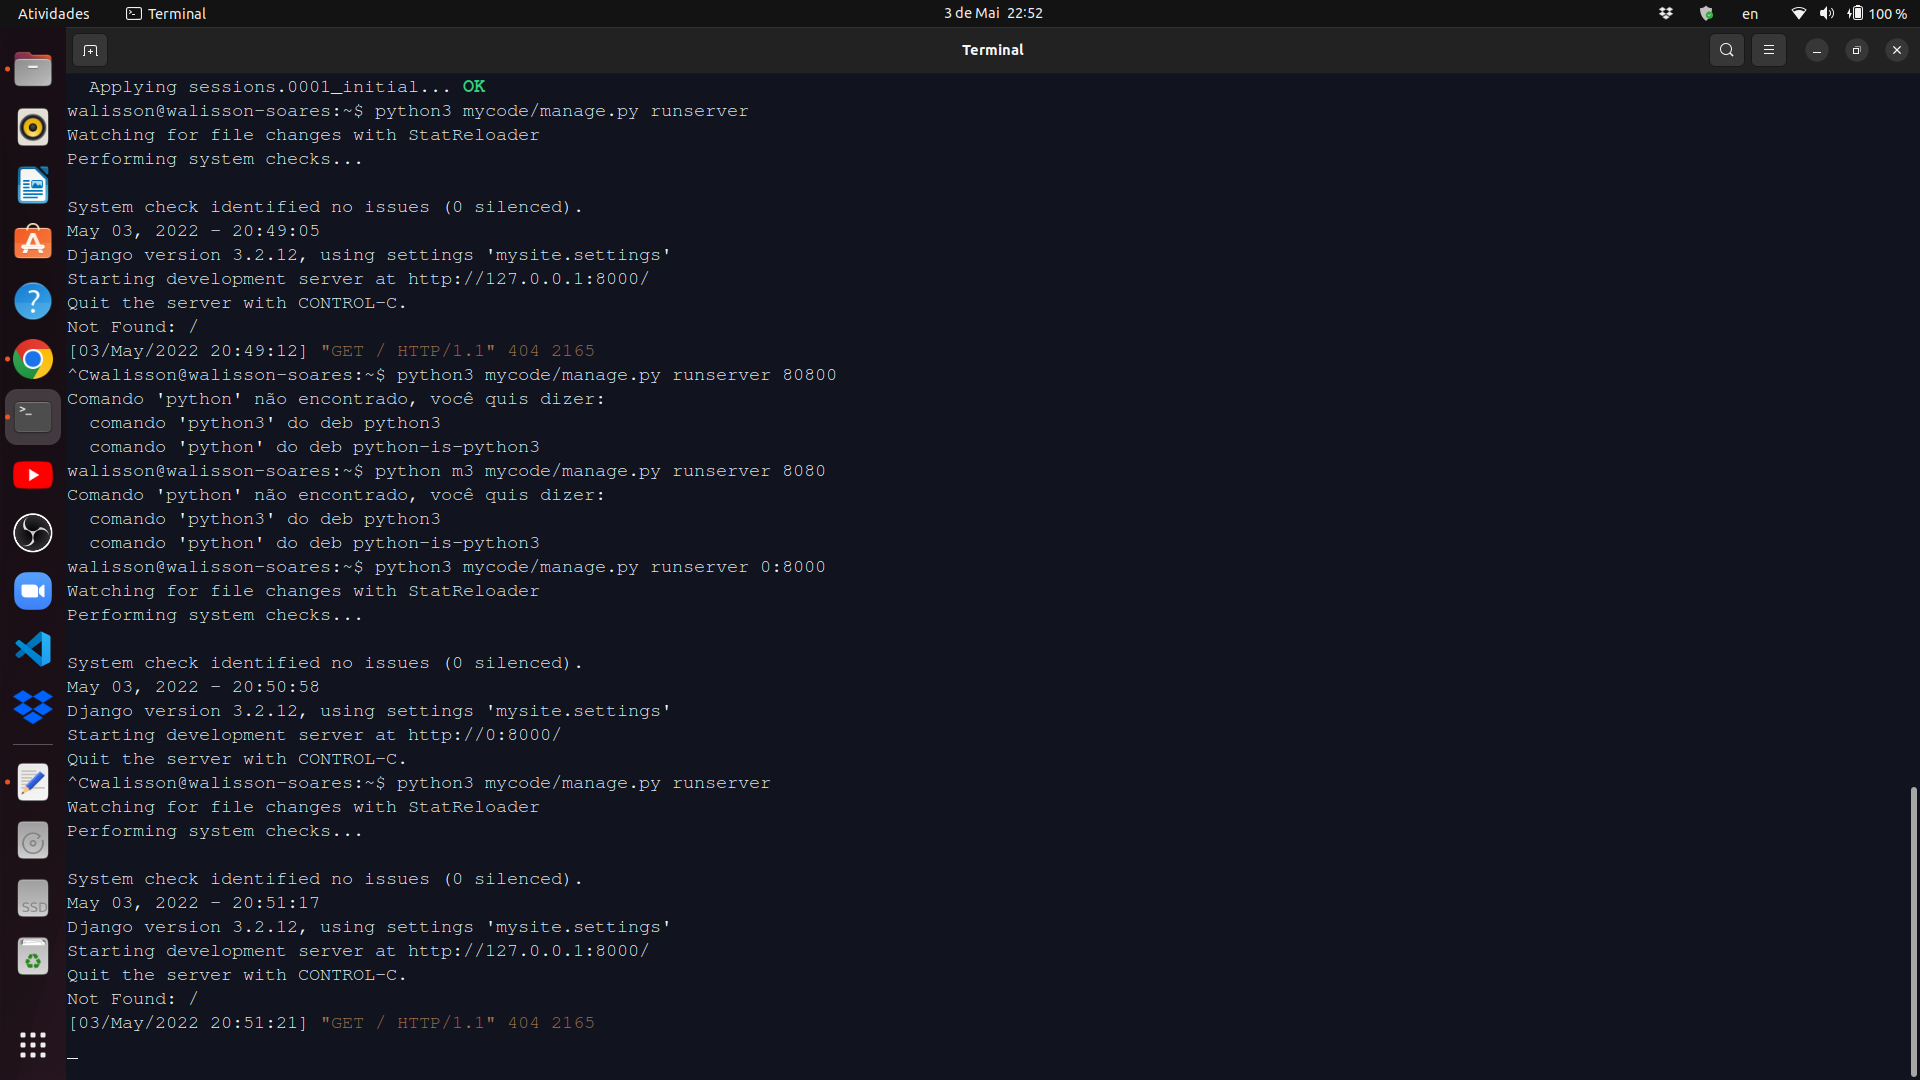 Atividades
Terminal
3 de Mai 22:52
en
100 %
Terminal
Applying sessions.0001_initial... OK
walisson@walisson-soares:~$ python3 mycode/manage.py runserver
Watching for file changes with StatReloader
Performing system checks...
System check identified no issues (0 silenced).
May 03, 2022 - 20:49:05
Django version 3.2.12, using settings 'mysite.settings'
Starting development server at http://127.0.0.1:8000/
Quit the server with CONTROL-C.
Not Found: /
[03/May/2022 20:49:12] "GET / HTTP/1.1" 404 2165
^Cwalisson@walisson-soares:~$ python3 mycode/manage.py runserver 80800
Comando 'python' não encontrado, você quis dizer:
comando 'python3' do deb python3
comando 'python' do deb python-is-python3
walisson@walisson-soares:~$ python m3 mycode/manage.py runserver 8080
Comando 'python' não encontrado, você quis dizer:
comando 'python3' do deb python3
comando 'python' do deb python-is-python3
walisson@walisson-soares:~$ python3 mycode/manage.py runserver 0:8000
Watching for file changes with StatReloader
Performing system checks...
System check identified no issues (0 silenced).
May 03, 2022 - 20:50:58
Django version 3.2.12, using settings 'mysite.settings'
Starting development server at http://0:8000/
Quit the server with CONTROL-C.
^Cwalisson@walisson-soares:~$ python3 mycode/manage.py runserver
Watching for file changes with StatReloader
Performing system checks...
System check identified no issues (0 silenced).
May 03, 2022 - 20:51:17
Django version 3.2.12, using settings 'mysite.settings'
Starting development server at http://127.0.0.1:8000/
Quit the server with CONTROL-C.
Not Found: /
[03/May/2022 20:51:21] "GET / HTTP/1.1" 404 2165
SSD